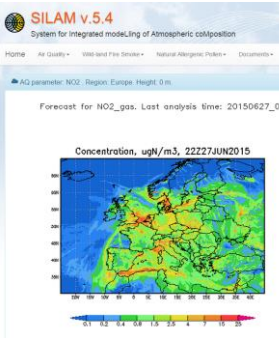 SILAM v.5.4
System for Integrated modeLling of Atmospheric coMposition
Home Air Quality Wild-land Fire Smoke Natural Allergenic Pollen Documents
AQ parameter: NO2 Region: Europe Height: 0 m.
Forecast for NO2_gas. Last analysis time: 20150627_0
Concentration, ugN/m3, 22Z27JUN2015
0.1 0.2 0.4 0.8 1.5 2.5 4 7 15 25